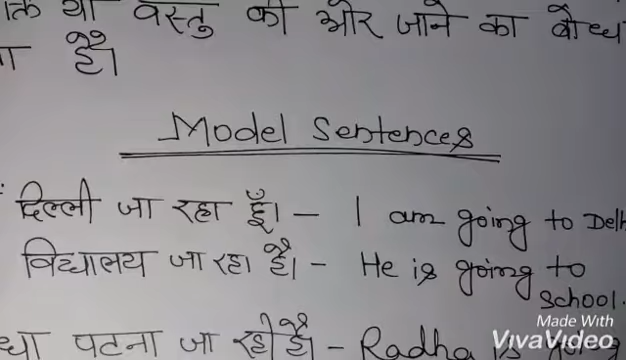 या वस्तु की ओर जाने का बोध
है।
Model Sentences
दिल्ली जा रहा हूँ। - I am going to Delh
विद्यालय जा रहा है। - He is going to
School.
पटना जा रही है - Radha is
Made With
VivaVideo